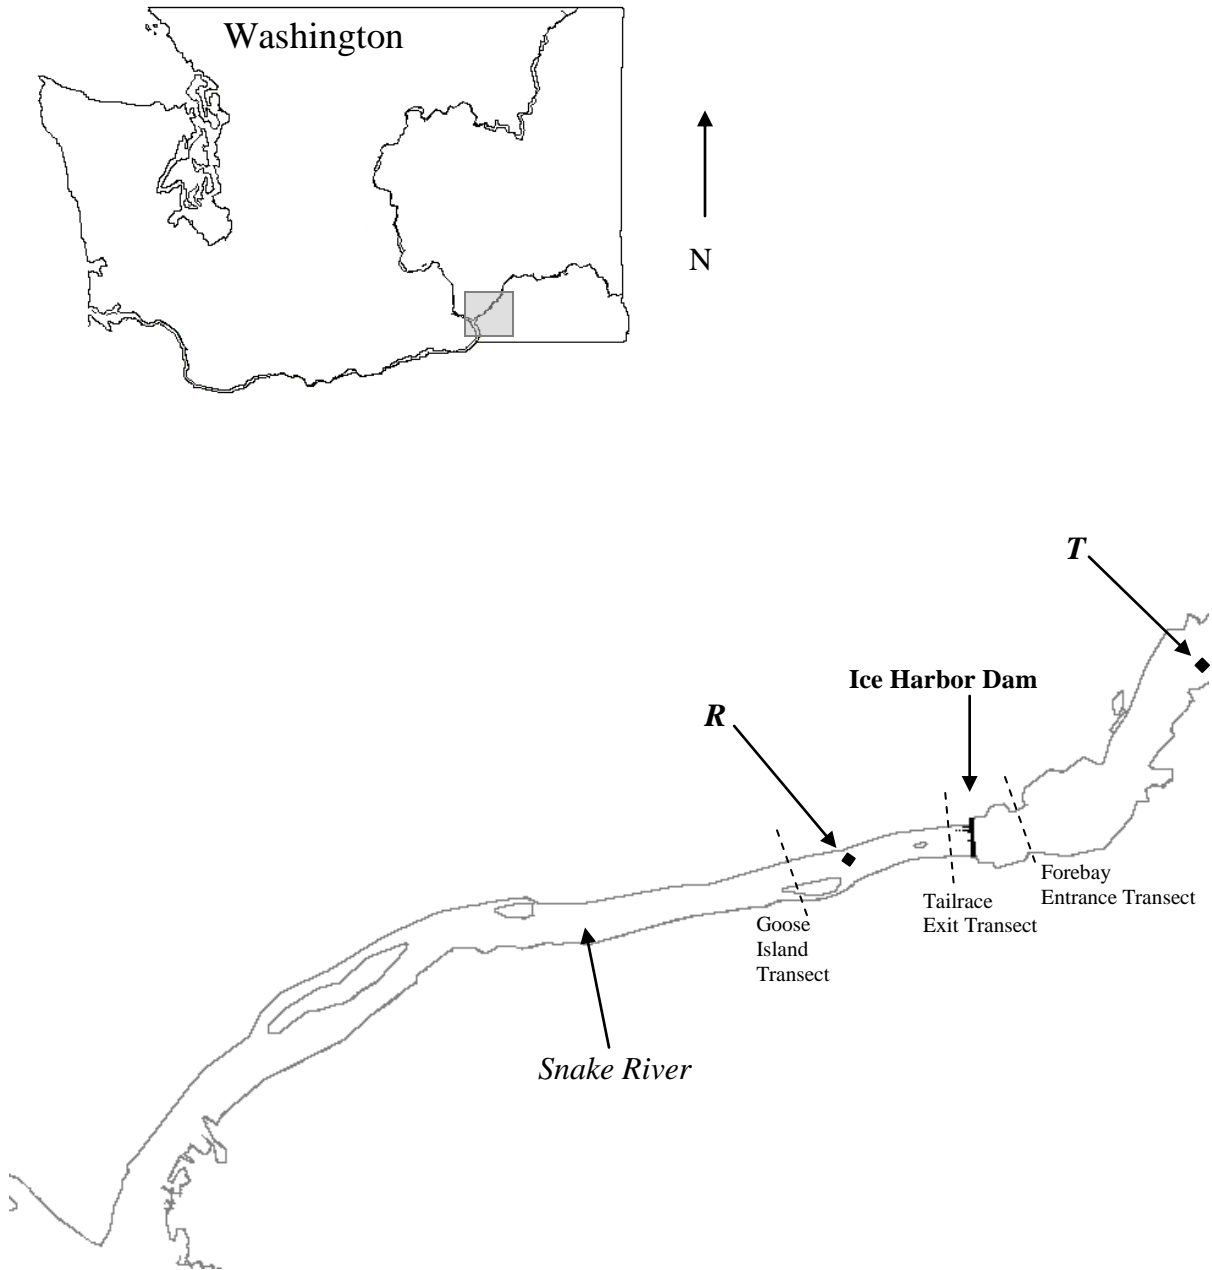 Washington
N
T
Ice Harbor Dam
R
Forebay
Entrance Transect
Tailrace
Exit Transect
Goose
Island
Transect
Snake River